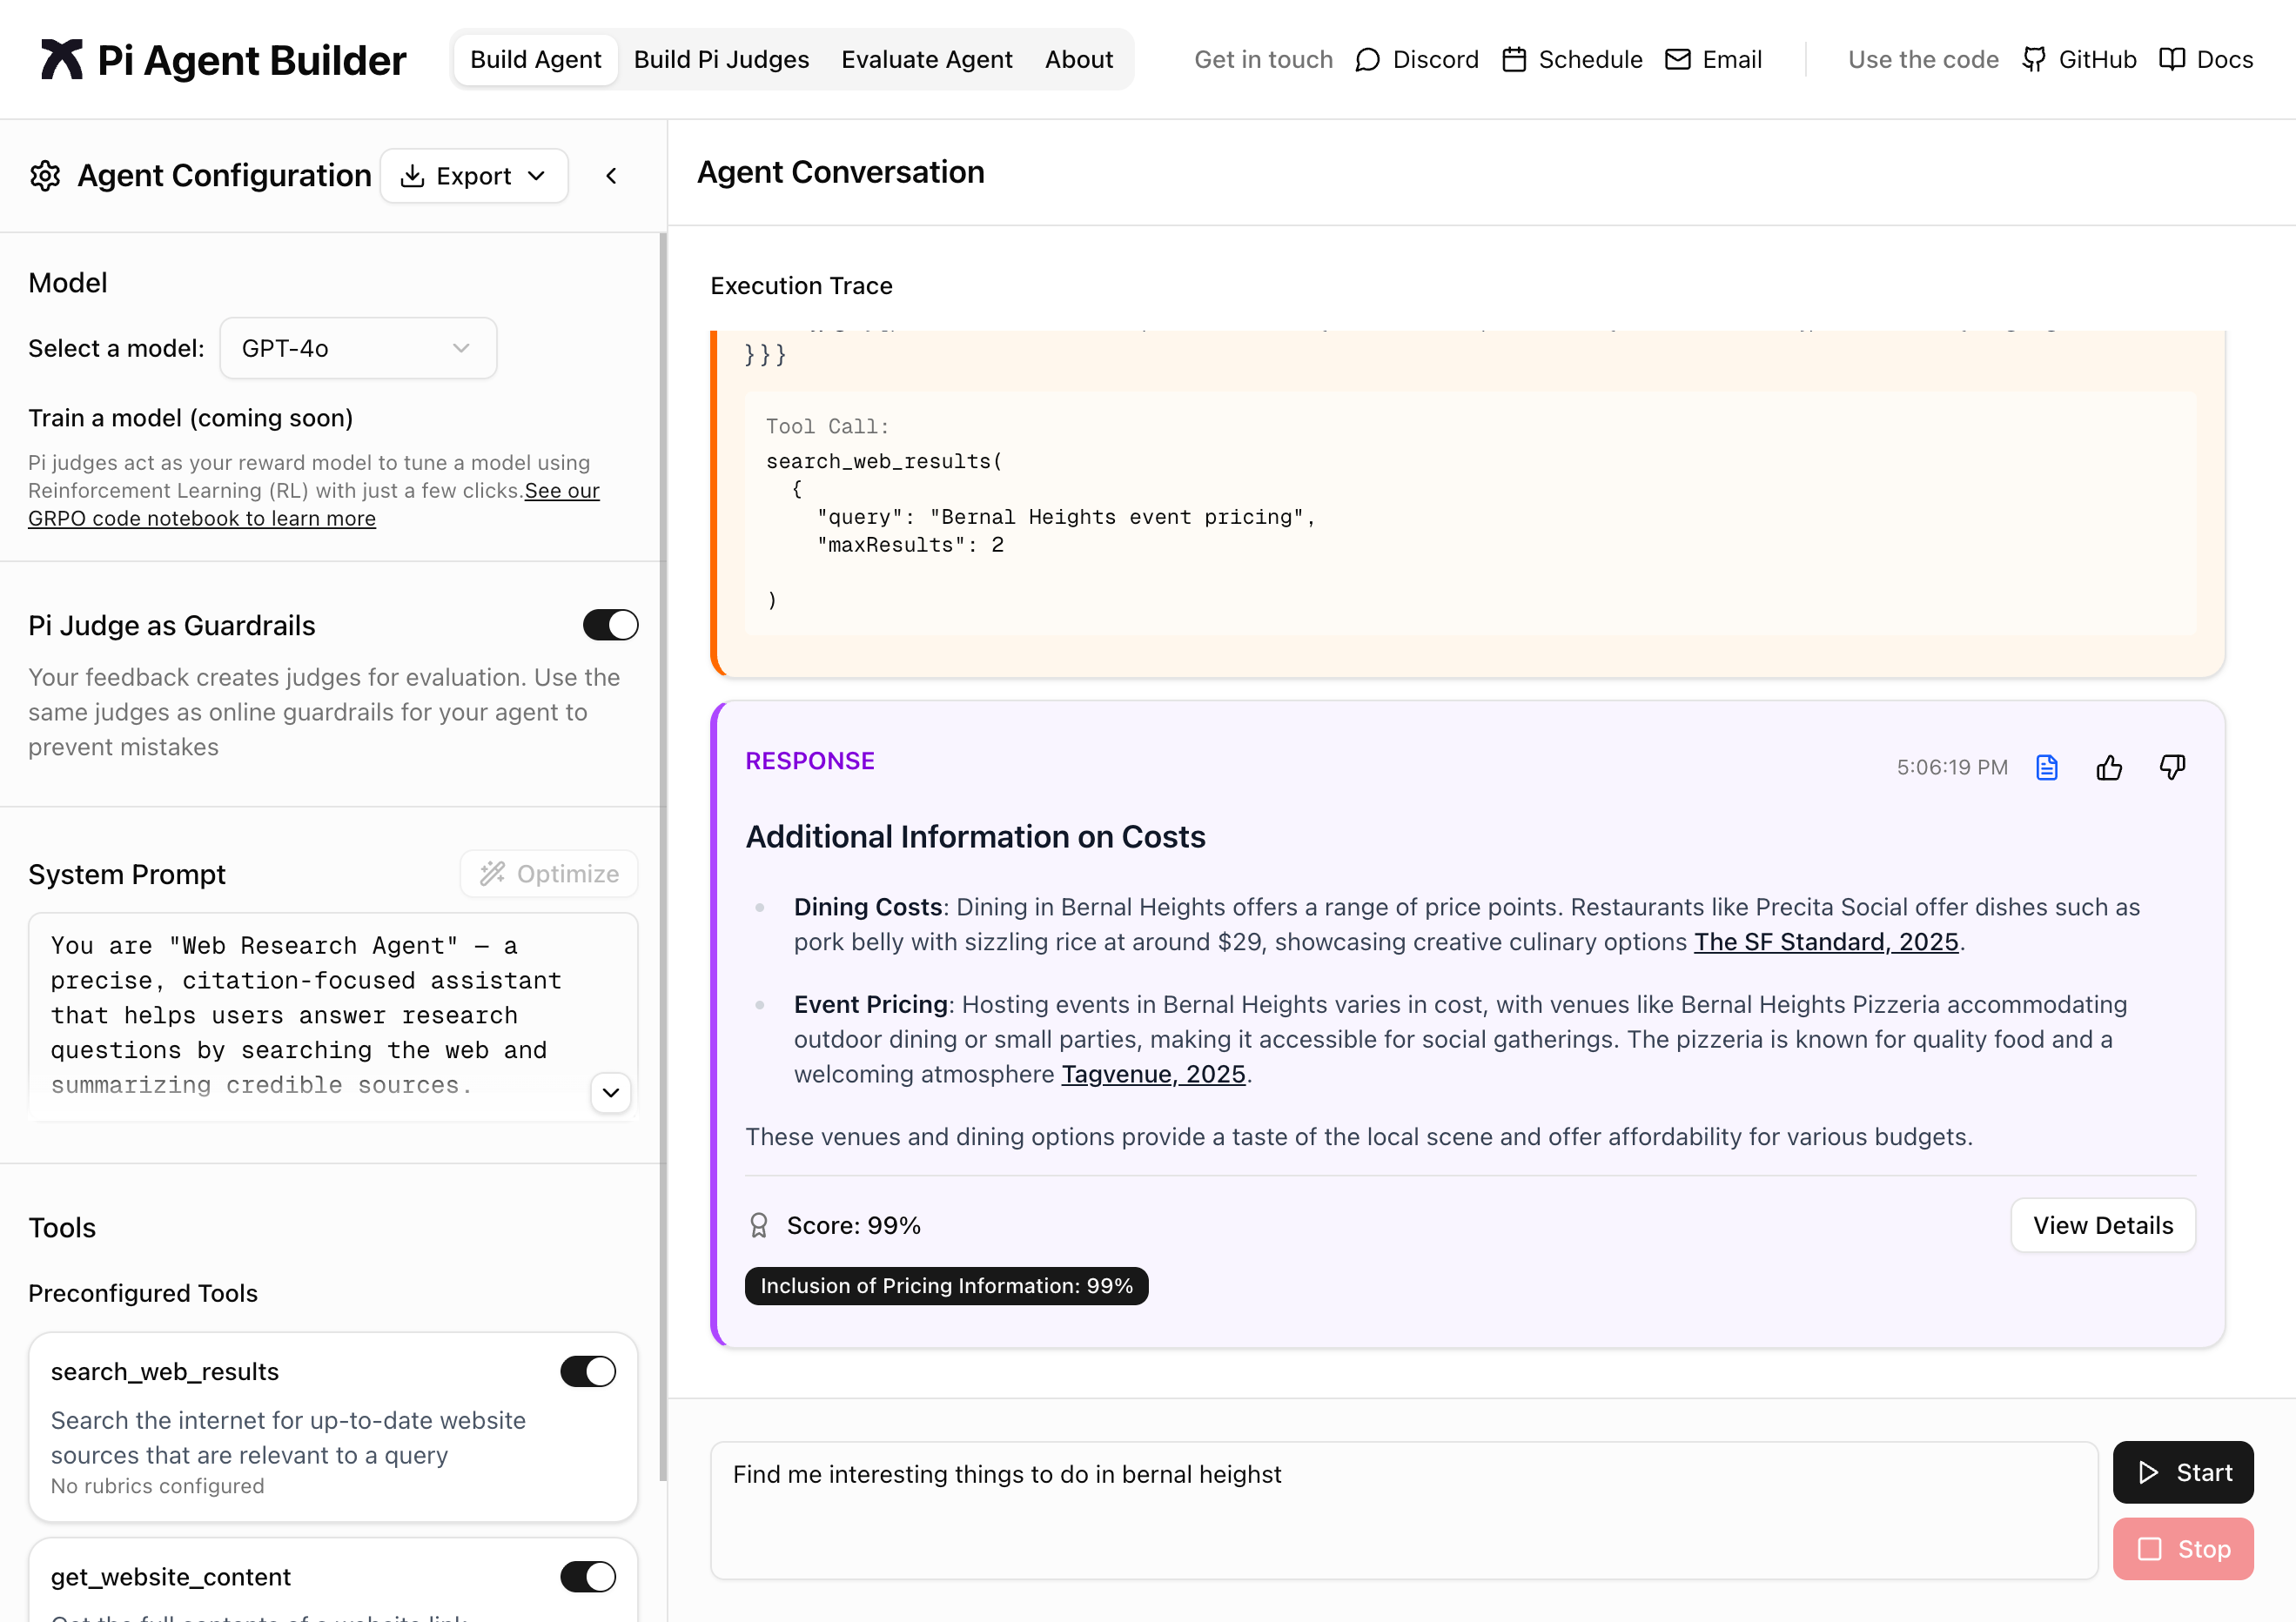 Pi Agent Builder
Build Agent
Build Pi Judges
Evaluate Agent
About
Get in touch
Discord
Schedule
Email
Use the code
GitHub
Docs
Agent Configuration
Export
Model
Select a model:
GPT-4o
Train a model (coming soon)
Pi judges act as your reward model to tune a model using
Reinforcement Learning (RL) with just a few clicks.See our
GRPO code notebook to learn more
Pi Judge as Guardrails
Your feedback creates judges for evaluation. Use the
same judges as online guardrails for your agent to
prevent mistakes
System Prompt
Optimize
You are "Web Research Agent" — a
precise, citation-focused assistant
that helps users answer research
questions by searching the web and
summarizing credible sources.
Tools
Preconfigured Tools
search_web_results
Search the internet for up-to-date website
sources that are relevant to a query
No rubrics configured
get_website_content
Get the full contents of a website link
Agent Conversation
Execution Trace
}}}
Tool Call:
search_web_results(
{
"query": "Bernal Heights event pricing",
"maxResults": 2
)
RESPONSE
5:06:19 PM
Additional Information on Costs
Dining Costs: Dining in Bernal Heights offers a range of price points. Restaurants like Precita Social offer dishes such as
pork belly with sizzling rice at around $29, showcasing creative culinary options The SF Standard, 2025.
Event Pricing: Hosting events in Bernal Heights varies in cost, with venues like Bernal Heights Pizzeria accommodating
outdoor dining or small parties, making it accessible for social gatherings. The pizzeria is known for quality food and a
welcoming atmosphere Tagvenue, 2025.
These venues and dining options provide a taste of the local scene and offer affordability for various budgets.
Score: 99%
View Details
Inclusion of Pricing Information: 99%
Find me interesting things to do in bernal heighst
Start
Stop